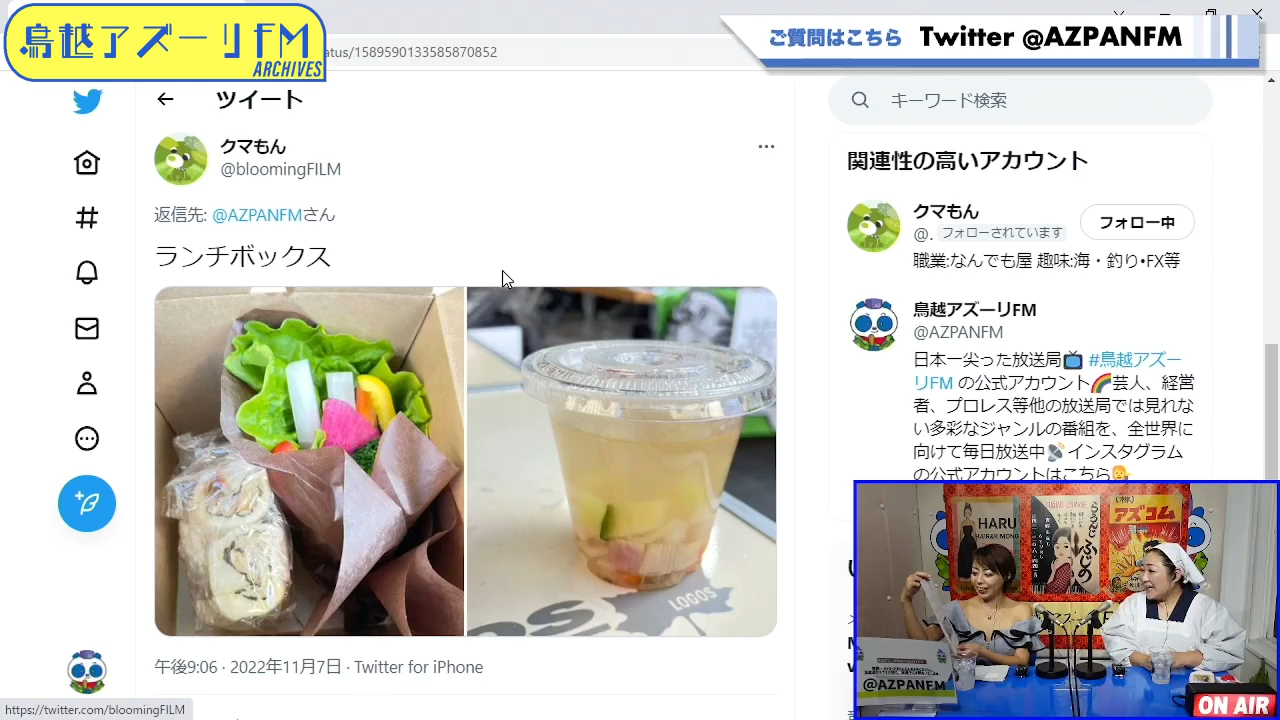 鳥越アズーリFM
ARCHIVES
atus/1589590133585870852
ご質問はこちら Twitter @AZPANFM
ツイート
クマもん
@bloomingFILM
返信先: @AZPANFMさん
ランチボックス
LOGOS
午後9:06 · 2022年11月7日 · Twitter for iPhone
https://twitter.com/bloomingFILM
キーワード検索
関連性の高いアカウント
クマもん
@. フォローされています
フォロー中
職業:なんでも屋 趣味:海・釣り•FX等
鳥越アズーリFM
@AZPANFM
日本一尖った放送局📺 #鳥越アズー
リFM の公式アカウント🌈芸人、経営
者、プロレス等他の放送局では見れな
い多彩なジャンルの番組を、全世界に
向けて毎日放送中📡インスタグラム
の公式アカウントはこちら
HARU
HAIR&KIMONO
アズコム
@AZPANFM
ON AIR